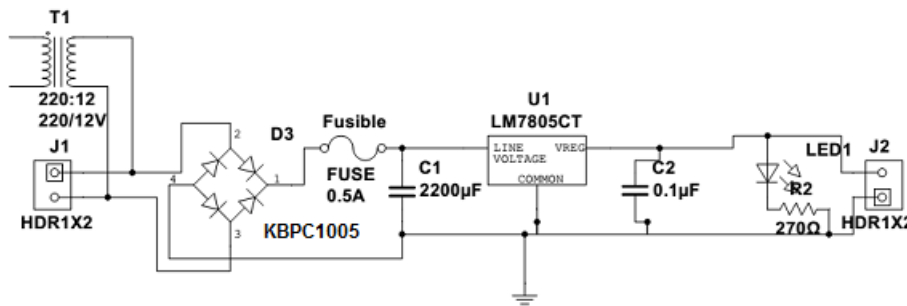 T1
220:12
220/12V
J1
HDR1X2
2
4
1
3
D3
KBPC1005
Fusible
FUSE
0.5A
C1
2200µF
U1
LM7805CT
LINE VREG
VOLTAGE
COMMON
C2
0.1µF
LED1
R2
270Ω
J2
HDR1X2